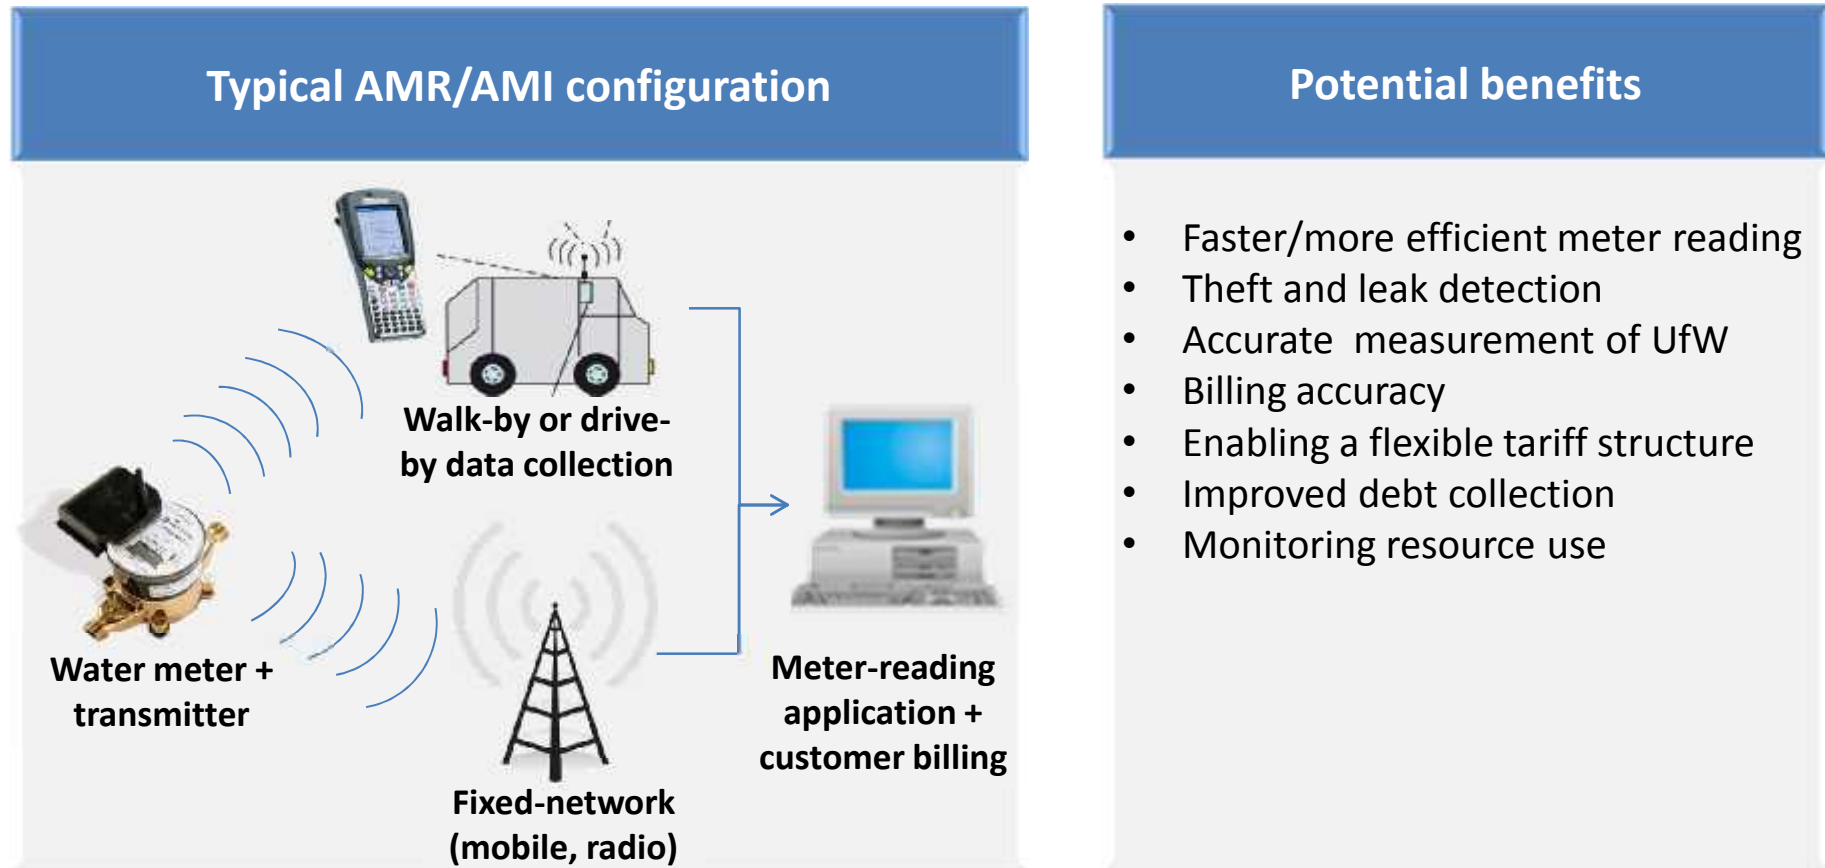 Typical AMR/AMI configuration
Walk-by or drive-
by data collection
Water meter +
transmitter
Fixed-network
(mobile, radio)
Meter-reading
application +
customer billing
Potential benefits
• Faster/more efficient meter reading
• Theft and leak detection
• Accurate  measurement of UfW
• Billing accuracy
• Enabling a flexible tariff structure
• Improved debt collection
• Monitoring resource use